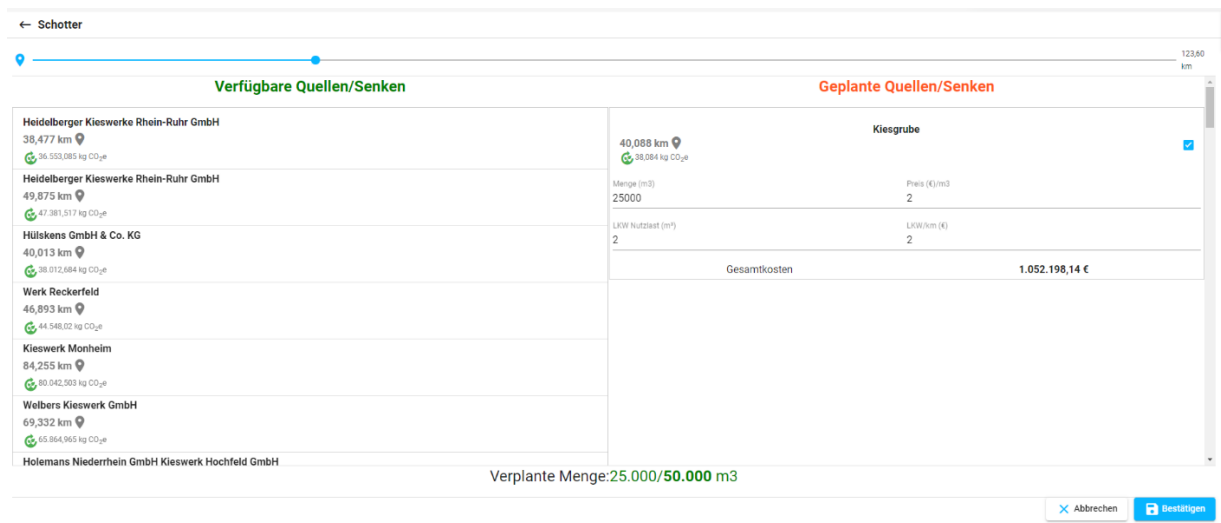 ← Schotter
123,60
km
Verfügbare Quellen/Senken
Heidelberger Kieswerke Rhein-Ruhr GmbH
38,477 km
36.553,085 kg CO₂e
Heidelberger Kieswerke Rhein-Ruhr GmbH
49,875 km
47.381,517 kg CO₂e
Hülskens GmbH & Co. KG
40,013 km
38.012,684 kg CO₂e
Werk Reckerfeld
46,893 km
44.548,02 kg CO₂e
Kieswerk Monheim
84,255 km
80.042,503 kg CO₂e
Welbers Kieswerk GmbH
69,332 km
65.864,965 kg CO₂e
Holemans Niederrhein GmbH Kieswerk Hochfeld GmbH
Geplante Quellen/Senken
Kiesgrube
40,088 km
38,084 kg CO₂e
Menge (m3) Preis (€)/m3
25000 2
LKW Nutzlast (m³) LKW/km (€)
2 2
Gesamtkosten 1.052.198,14 €
Verplante Menge:25.000/50.000 m3
Abbrechen Bestätigen